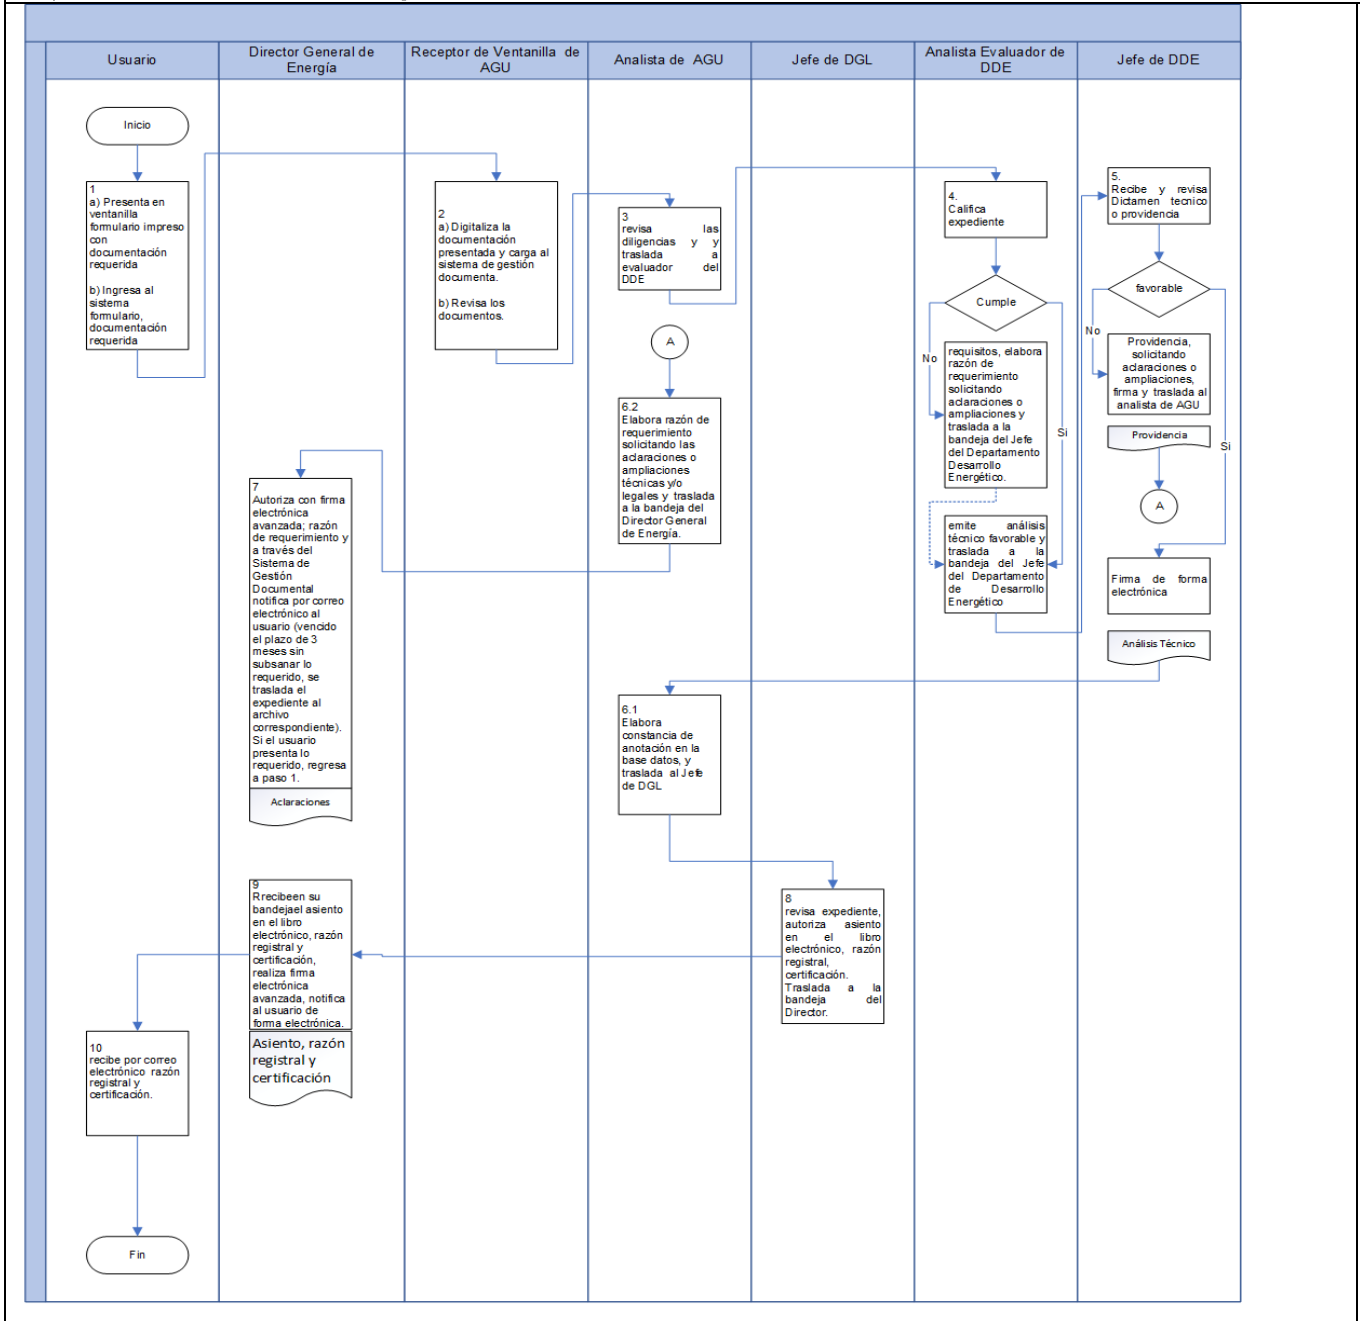 Usuario
Director General de
Energía
Receptor de Ventanilla de
AGU
Analista de AGU
Jefe de DGL
Analista Evaluador de
DDE
Jefe de DDE
Inicio
1
a) Presenta en
ventanilla
formulario impreso
con
documentación
requerida
b) Ingresa al
sistema
formulario,
documentación
requerida
2
a) Digitaliza la
documentación
presentada y carga al
sistema de gestión
documenta.
b) Revisa los
documentos.
3
revisa las
diligencias y y
traslada a
evaluador del
DDE
4.
Califica
expediente
Cumple
No
Si
requisitos, elabora
razón de
requerimiento
solicitando
aclaraciones o
ampliaciones y
traslada a la
bandeja del Jefe
del Departamento
Desarrollo
Energético.
emite análisis
técnico favorable y
traslada a la
bandeja del Jefe
del Departamento
de Desarrollo
Energético
5.
Recibe y revisa
Dictamen tecnico
o providencia
favorable
No
Si
Providencia,
solicitando
aclaraciones o
ampliaciones,
firma y traslada al
analista de AGU
Providencia
A
Firma de forma
electrónica
Análisis Técnico
A
6.2
Elabora razón de
requerimiento
solicitando las
aclaraciones o
ampliaciones
técnicas y/o
legales y traslada
a la bandeja del
Director General
de Energía.
7
Autoriza con firma
electrónica
avanzada; razón
de requerimiento y
a través del
Sistema de
Gestión
Documental
notifica por correo
electrónico al
usuario (vencido
el plazo de 3
meses sin
subsanar lo
requerido, se
traslada el
expediente al
archivo
correspondiente).
Si el usuario
presenta lo
requerido, regresa
a paso 1.
Aclaraciones
6.1
Elabora
constancia de
anotación en la
base datos, y
traslada al Jefe
de DGL
8
revisa expediente,
autoriza asiento
en el libro
electrónico, razón
registral,
certificación.
Traslada a la
bandeja del
Director.
9
Rrecibeen su
bandejael asiento
en el libro
electrónico, razón
registral y
certificación,
realiza firma
electrónica
avanzada, notifica
al usuario de
forma electrónica.
Asiento, razón
registral y
certificación
10
recibe por correo
electrónico razón
registral y
certificación.
Fin